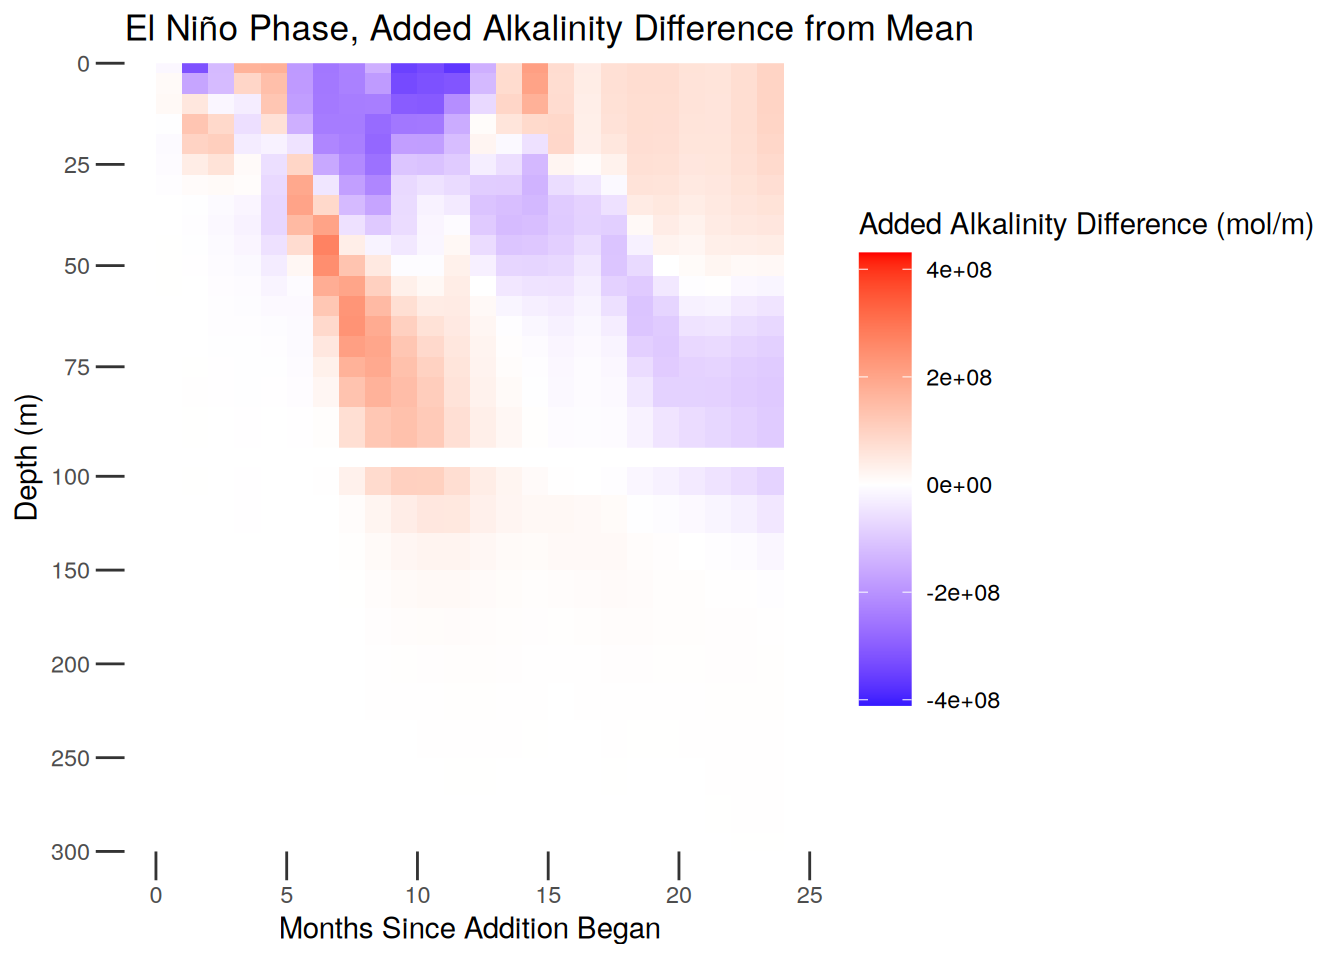 El Niño Phase, Added Alkalinity Difference from Mean
0
25
50
75
100
150
200
250
300
Depth (m)
0 5 10 15 20 25
Months Since Addition Began
Added Alkalinity Difference (mol/m)
4e+08
2e+08
0e+00
-2e+08
-4e+08